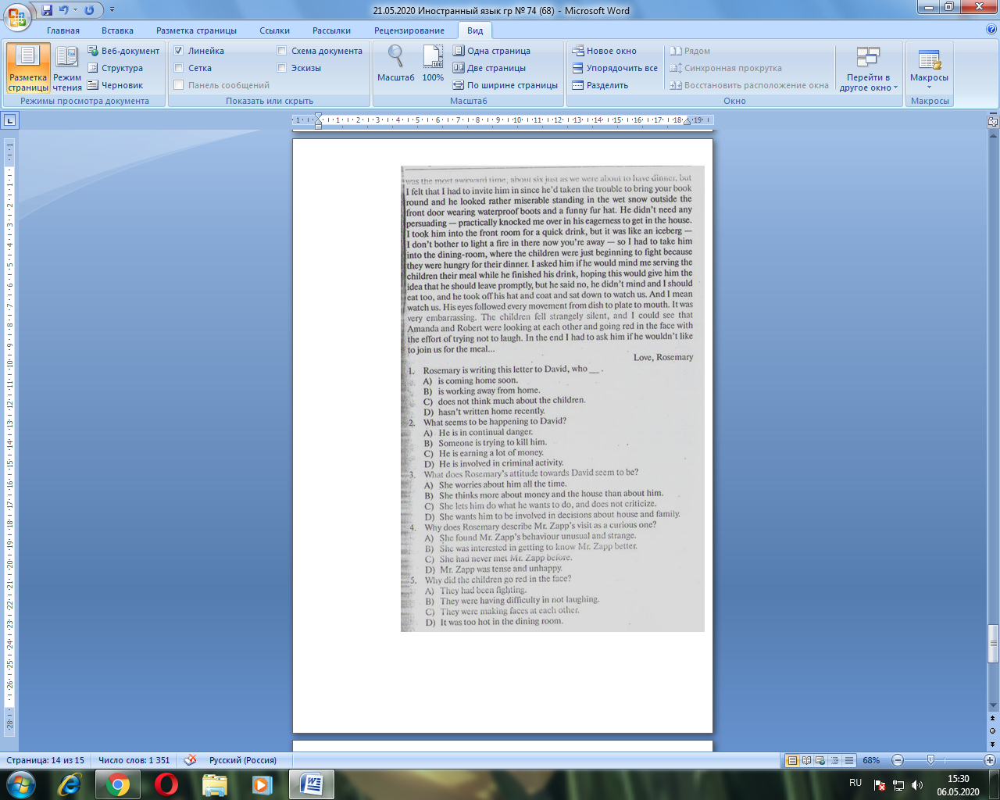 21.05.2020 Иностранный язык гр № 74 (68) - Microsoft Word
Главная Вставка Разметка страницы Ссылки Рассылки Рецензирование Вид
Разметка страницы
Режим чтения
Веб-документ
Структура
Черновик
Режимы просмотра документа
Линейка
Сетка
Панель сообщений
Схема документа
Эскизы
Показать или скрыть
Масштаб
100%
Одна страница
Две страницы
По ширине страницы
Масштаб
Новое окно
Упорядочить все
Разделить
Рядом
Синхронная прокрутка
Восстановить расположение окна
Перейти в другое окно
Окно
Макросы
Макросы
was the most awkward time, about six just as we were about to have dinner, but
I felt that I had to invite him in since he'd taken the trouble to bring your book
round and he looked rather miserable standing in the wet snow outside the
front door wearing waterproof boots and a funny fur hat. He didn't need any
persuading — practically knocked me over in his eagerness to get in the house.
I took him into the front room for a quick drink, but it was like an iceberg —
I don't bother to light a fire in there now you're away — so I had to take him
into the dining-room, where the children were just beginning to fight because
they were hungry for their dinner. I asked him if he would mind me serving the
children their meal while he finished his drink, hoping this would give him the
idea that he should leave promptly, but he said no, he didn't mind and I should
eat too, and he took off his hat and coat and sat down to watch us. And I mean
watch us. His eyes followed every movement from dish to plate to mouth. It was
very embarrassing. The children fell strangely silent, and I could see that
Amanda and Robert were looking at each other and going red in the face with
the effort of trying not to laugh. In the end I had to ask him if he wouldn't like
to join us for the meal...
Love, Rosemary
1. Rosemary is writing this letter to David, who __ .
A) is coming home soon.
B) is working away from home.
C) does not think much about the children.
D) hasn't written home recently.
2. What seems to be happening to David?
A) He is in continual danger.
B) Someone is trying to kill him.
C) He is earning a lot of money.
D) He is involved in criminal activity.
3. What does Rosemary's attitude towards David seem to be?
A) She worries about him all the time.
B) She thinks more about money and the house than about him.
C) She lets him do what he wants to do, and does not criticize.
D) She wants him to be involved in decisions about house and family.
4. Why does Rosemary describe Mr. Zapp's visit as a curious one?
A) She found Mr. Zapp's behaviour unusual and strange.
B) She was interested in getting to know Mr. Zapp better.
C) She had never met Mr. Zapp before.
D) Mr. Zapp was tense and unhappy.
5. Why did the children go red in the face?
A) They had been fighting.
B) They were having difficulty in not laughing.
C) They were making faces at each other.
D) It was too hot in the dining room.
Страница: 14 из 15 Число слов: 1 351 Русский (Россия) 68%
RU 15:30
06.05.2020